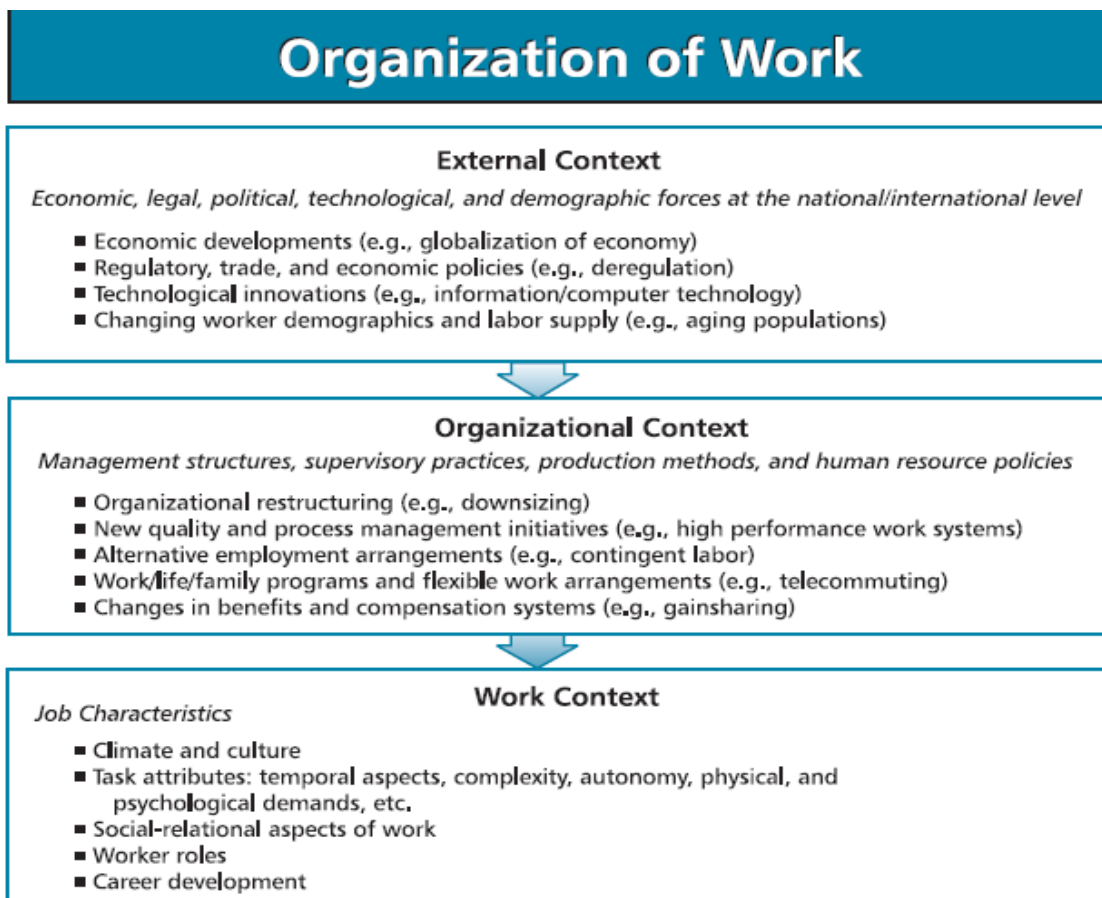 Organization of Work
External Context
Economic, legal, political, technological, and demographic forces at the national/international level
■ Economic developments (e.g., globalization of economy)
■ Regulatory, trade, and economic policies (e.g., deregulation)
■ Technological innovations (e.g., information/computer technology)
■ Changing worker demographics and labor supply (e.g., aging populations)
Organizational Context
Management structures, supervisory practices, production methods, and human resource policies
■ Organizational restructuring (e.g., downsizing)
■ New quality and process management initiatives (e.g., high performance work systems)
■ Alternative employment arrangements (e.g., contingent labor)
■ Work/life/family programs and flexible work arrangements (e.g., telecommuting)
■ Changes in benefits and compensation systems (e.g., gainsharing)
Work Context
Job Characteristics
■ Climate and culture
■ Task attributes: temporal aspects, complexity, autonomy, physical, and
psychological demands, etc.
■ Social-relational aspects of work
■ Worker roles
■ Career development